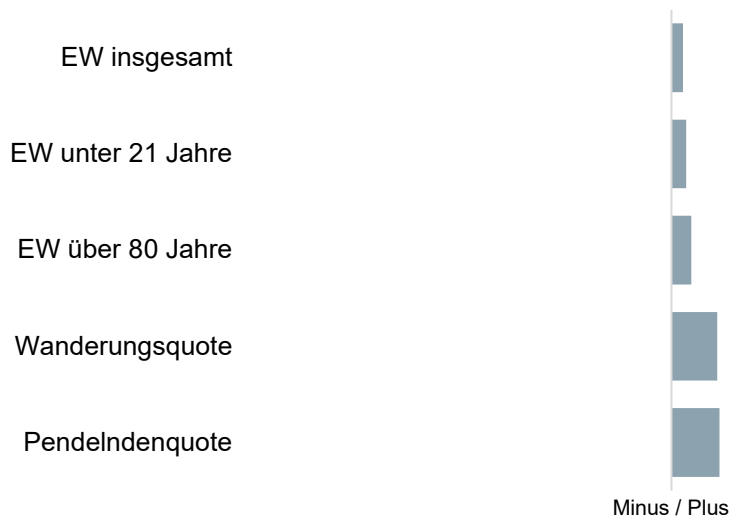 EW insgesamt
EW unter 21 Jahre
EW über 80 Jahre
Wanderungsquote
Pendelndenquote
Minus / Plus